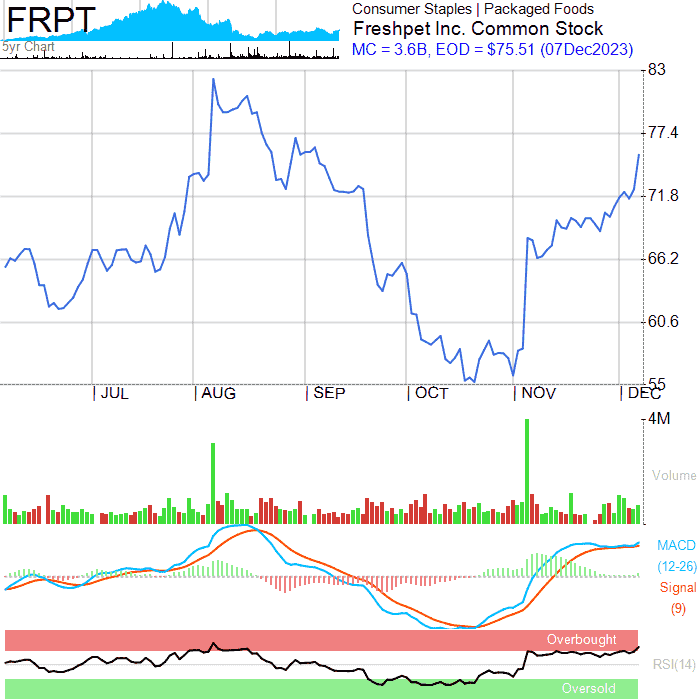 FRPT
5yr Chart
Consumer Staples | Packaged Foods
Freshpet Inc. Common Stock
MC = 3.6B, EOD = $75.51 (07Dec2023)
83
77.4
71.8
66.2
60.6
55
JUL
AUG
SEP
OCT
NOV
DEC
4M
Volume
MACD
(12-26)
Signal
(9)
Overbought
RSI(14)
Oversold